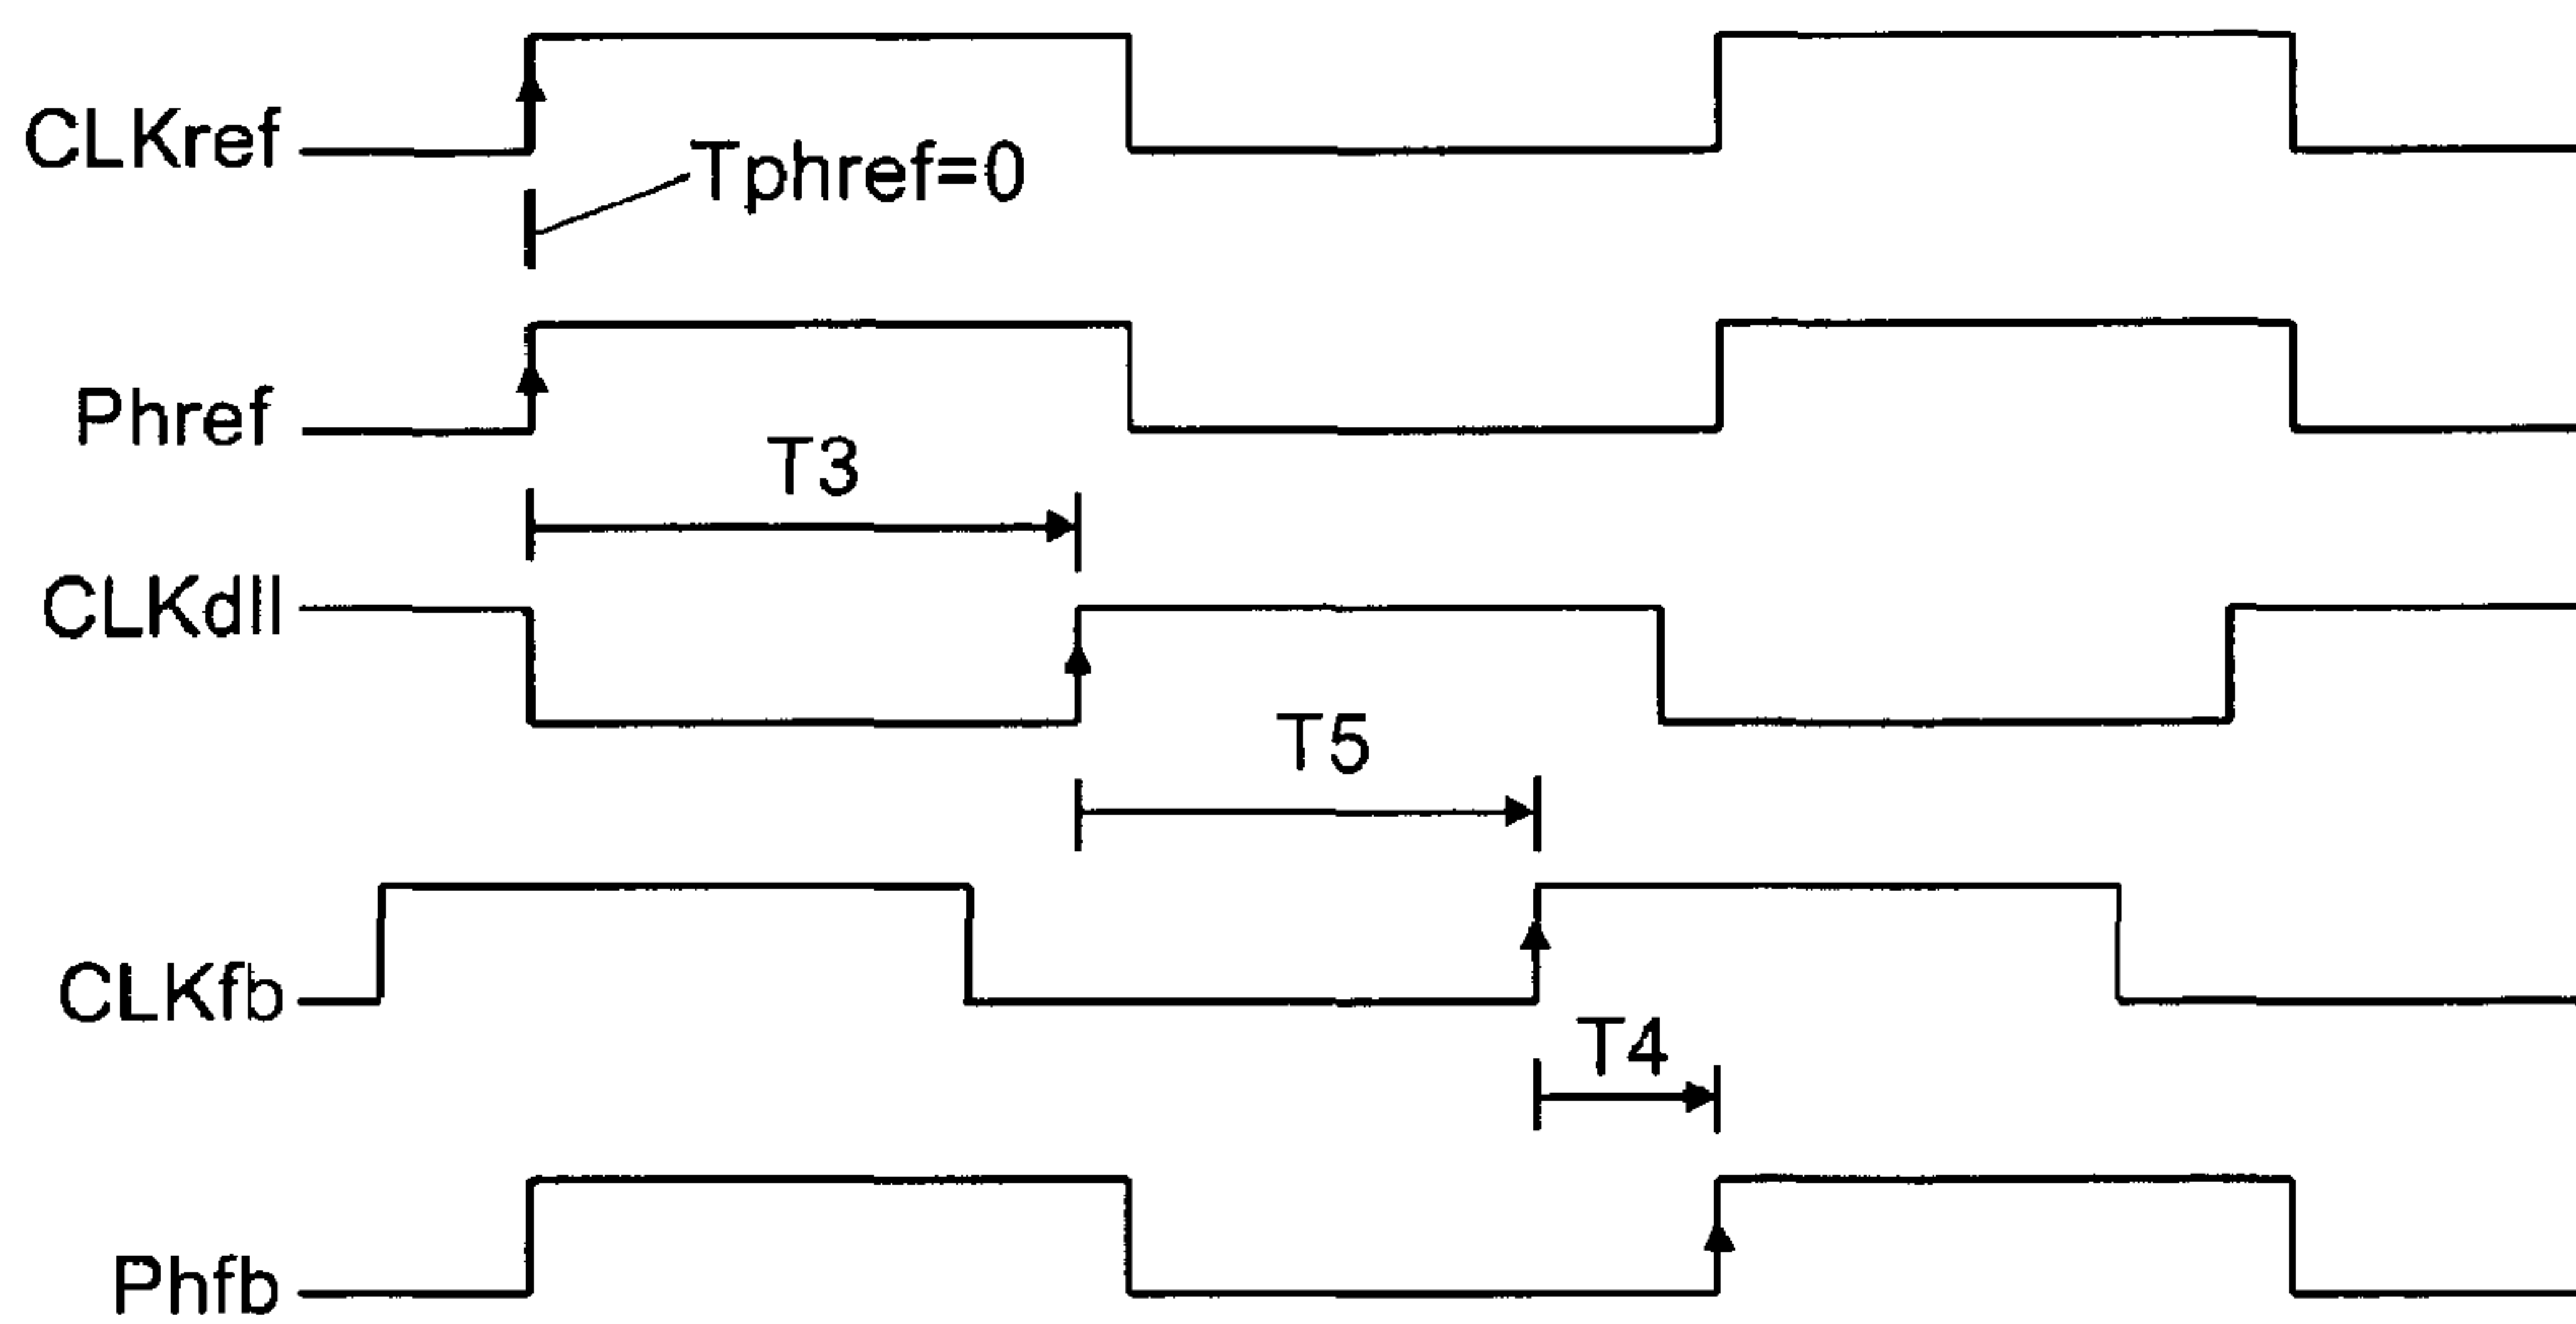 CLKref
Tphref=0
Phref
T3
CLKdll
T5
CLKfb
T4
Phfb